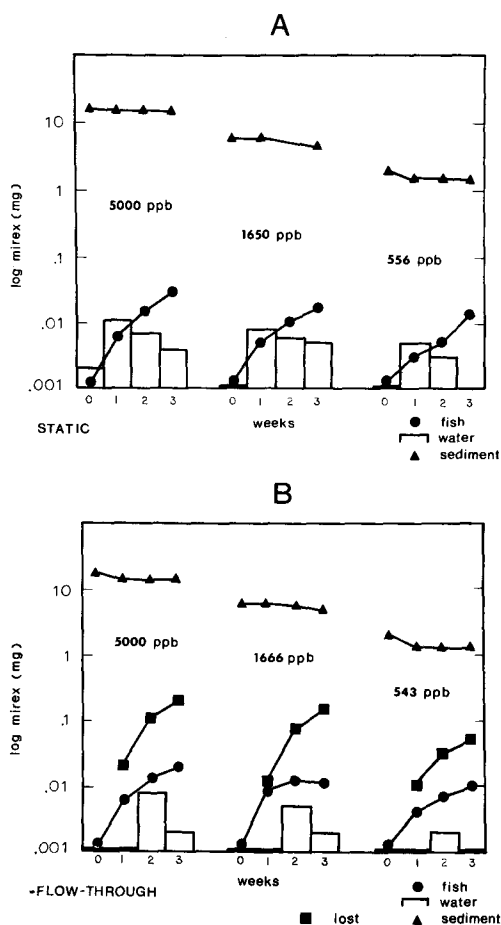 A
log mirex (mg)
10
1
.1
.01
.001
5000 ppb
1650 ppb
556 ppb
0 1 2 3 0 1 2 3 0 1 2 3
STATIC
weeks
fish
water
sediment
B
log mirex (mg)
10
1
.1
.01
.001
5000 ppb
1666 ppb
543 ppb
0 1 2 3 0 1 2 3 0 1 2 3
FLOW-THROUGH
weeks
fish
water
lost
sediment